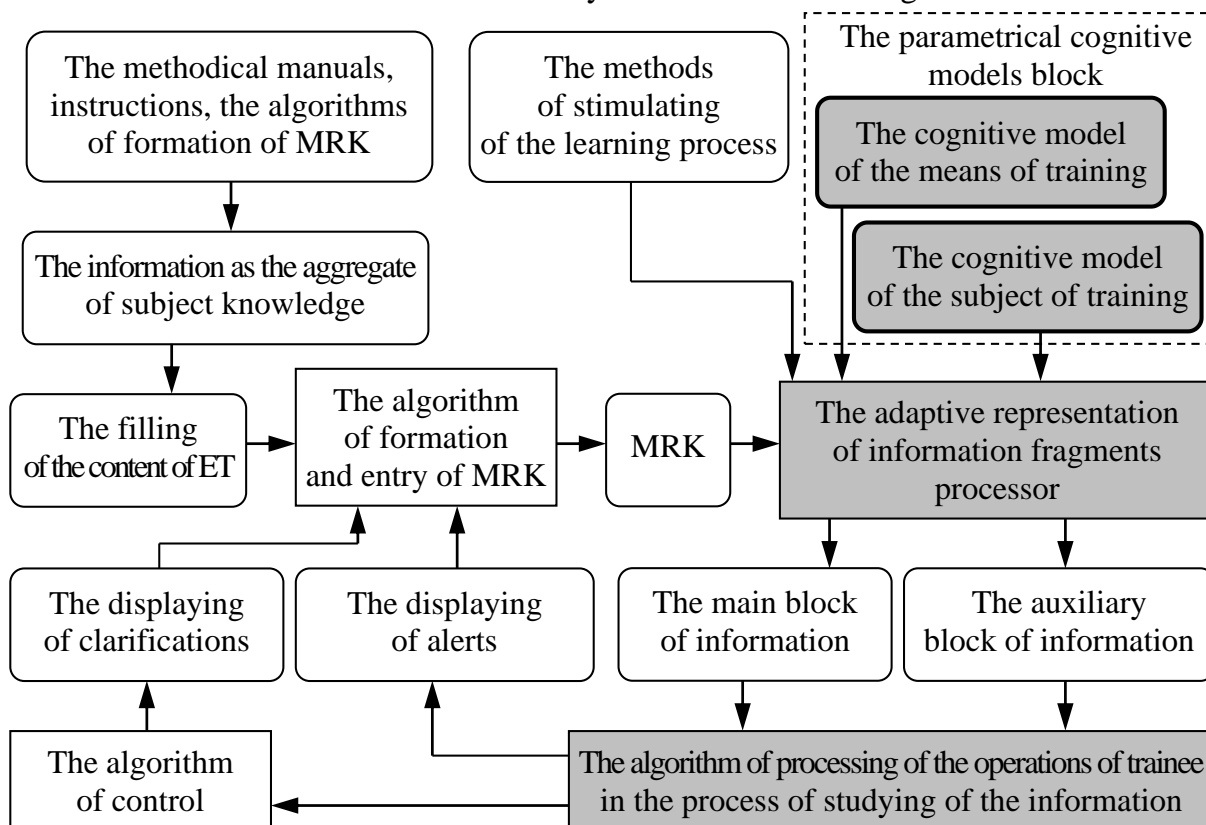 The methodical manuals,
instructions, the algorithms
of formation of MRK
The methods
of stimulating
of the learning process
The parametrical cognitive
models block
The cognitive model
of the means of training
The cognitive model
of the subject of training
The information as the aggregate
of subject knowledge
The filling
of the content of ET
The algorithm
of formation
and entry of MRK
MRK
The adaptive representation
of information fragments
processor
The displaying
of clarifications
The displaying
of alerts
The main block
of information
The auxiliary
block of information
The algorithm
of control
The algorithm of processing of the operations of trainee
in the process of studying of the information